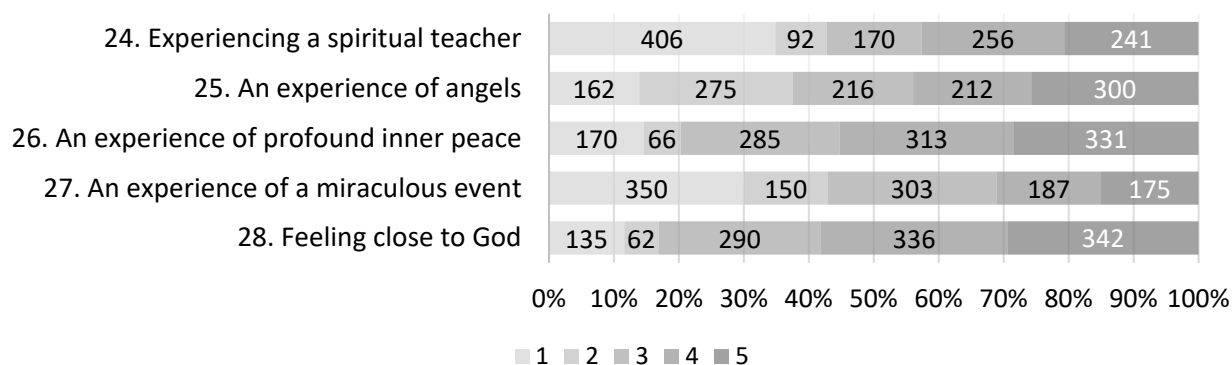 24. Experiencing a spiritual teacher 406 92 170 256 241
25. An experience of angels 162 275 216 212 300
26. An experience of profound inner peace 170 66 285 313 331
27. An experience of a miraculous event 350 150 303 187 175
28. Feeling close to God 135 62 290 336 342
0% 10% 20% 30% 40% 50% 60% 70% 80% 90% 100%
1 2 3 4 5